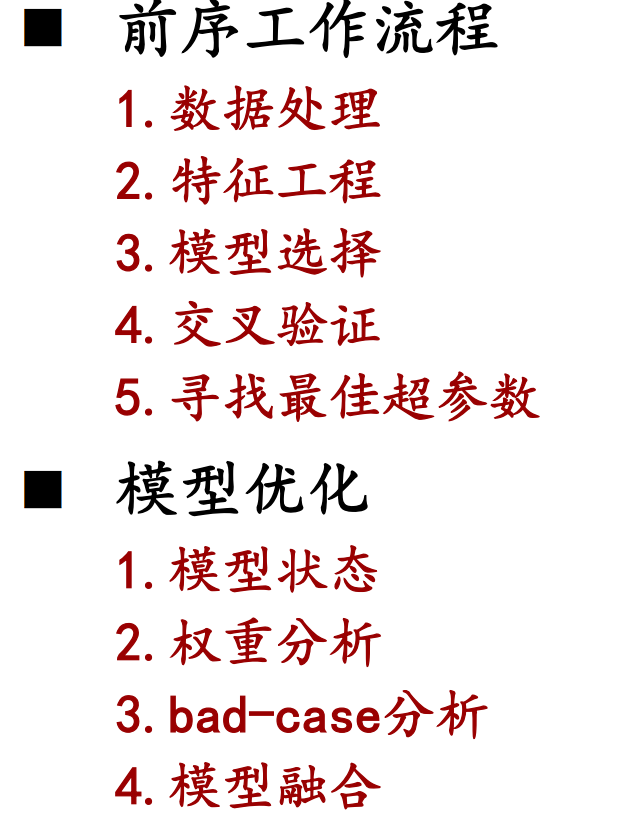 ■ 前序工作流程
1.数据处理
2.特征工程
3.模型选择
4.交叉验证
5.寻找最佳超参数
■ 模型优化
1.模型状态
2.权重分析
3.bad-case分析
4.模型融合